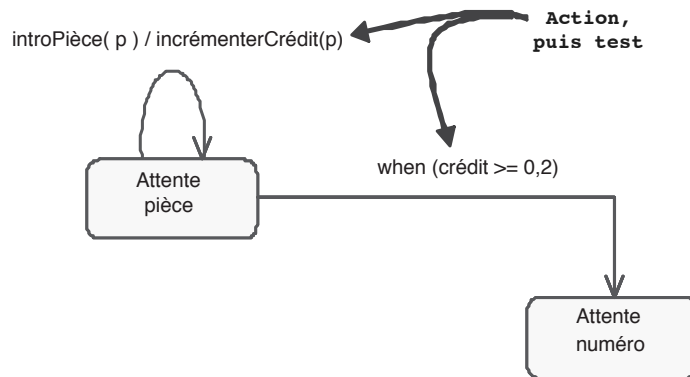 Action,
puis test
introPièce( p ) / incrémenterCrédit(p)
when (crédit >= 0,2)
Attente
pièce
Attente
numéro